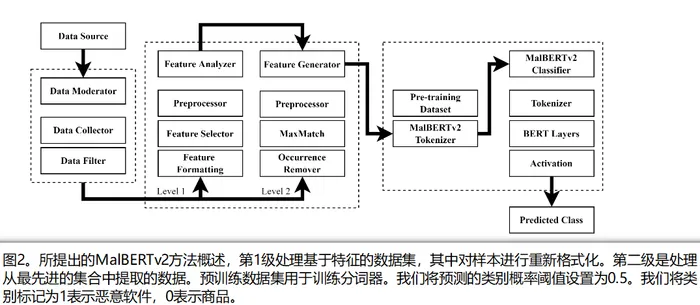 Data Source
Data Moderator
Data Collector
Data Filter
Feature Analyzer
Preprocessor
Feature Selector
Feature
Formatting
Level 1
Feature Generator
Preprocessor
MaxMatch
Occurrence
Remover
Level 2
Pre-training
Dataset
MalBERTv2
Tokenizer
MalBERTv2
Classifier
Tokenizer
BERT Layers
Activation
Predicted Class
图2。所提出的MalBERTv2方法概述，第1级处理基于特征的数据集，其中对样本进行重新格式化。第二级是处理
从最先进的集合中提取的数据。预训练数据集用于训练分词器。我们将预测的类别概率阈值设置为0.5。我们将类
别标记为1表示恶意软件，0表示商品。